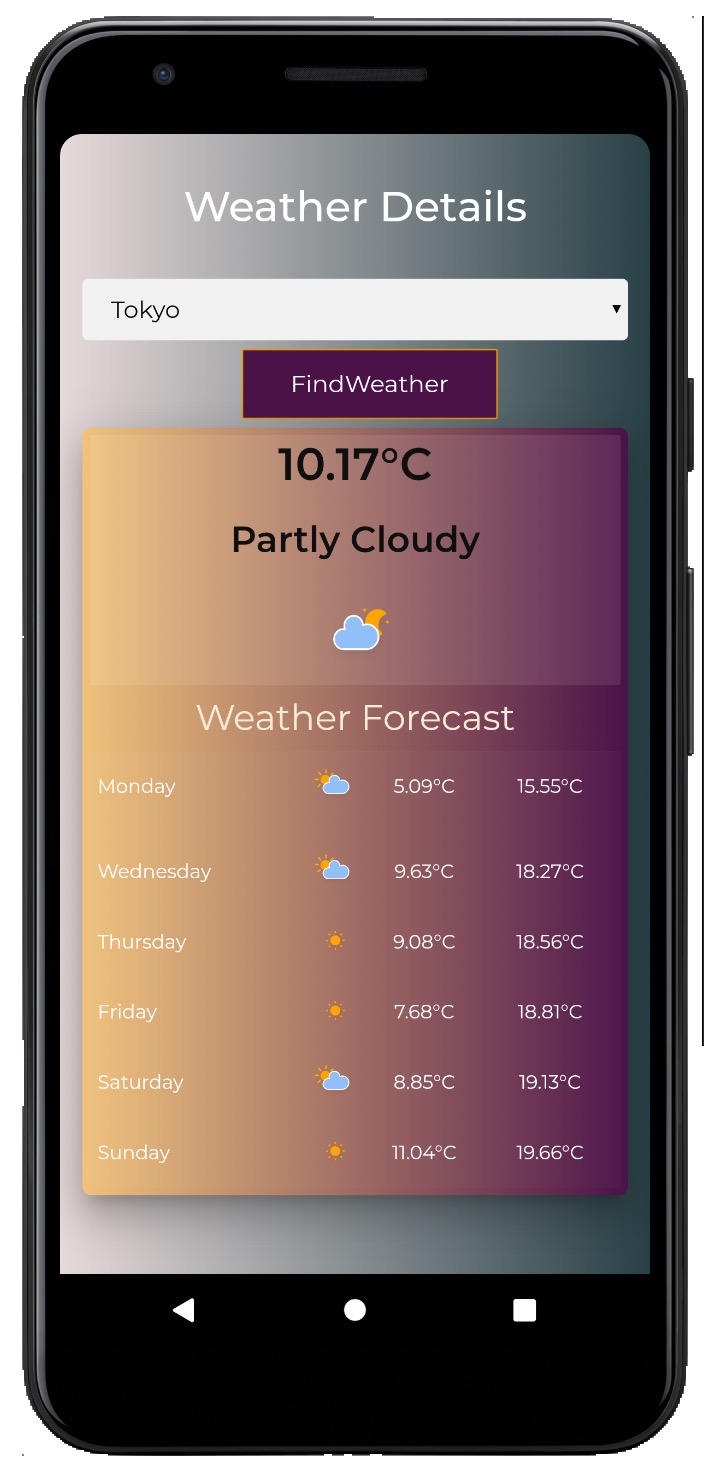 Weather Details
Tokyo
FindWeather
10.17°C
Partly Cloudy
Weather Forecast
Monday 5.09°C 15.55°C
Wednesday 9.63°C 18.27°C
Thursday 9.08°C 18.56°C
Friday 7.68°C 18.81°C
Saturday 8.85°C 19.13°C
Sunday 11.04°C 19.66°C